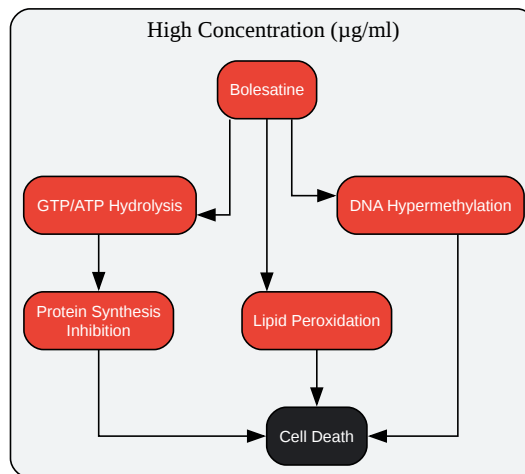 High Concentration (µg/ml)
Bolesatine
GTP/ATP Hydrolysis
DNA Hypermethylation
Protein Synthesis
Inhibition
Lipid Peroxidation
Cell Death